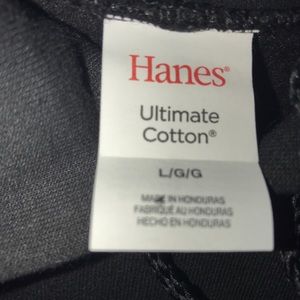 Hanes®
Ultimate
Cotton®
L/G/G
MADE IN HONDURAS
FABRIQUÉ AU HONDURAS
HECHO EN HONDURAS